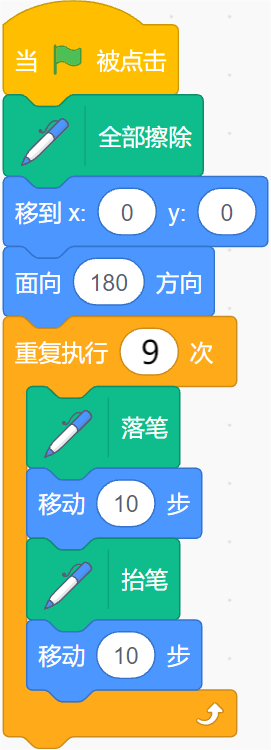 当 被点击
全部擦除
移到 x: 0 y: 0
面向 180 方向
重复执行 9 次
落笔
移动 10 步
抬笔
移动 10 步